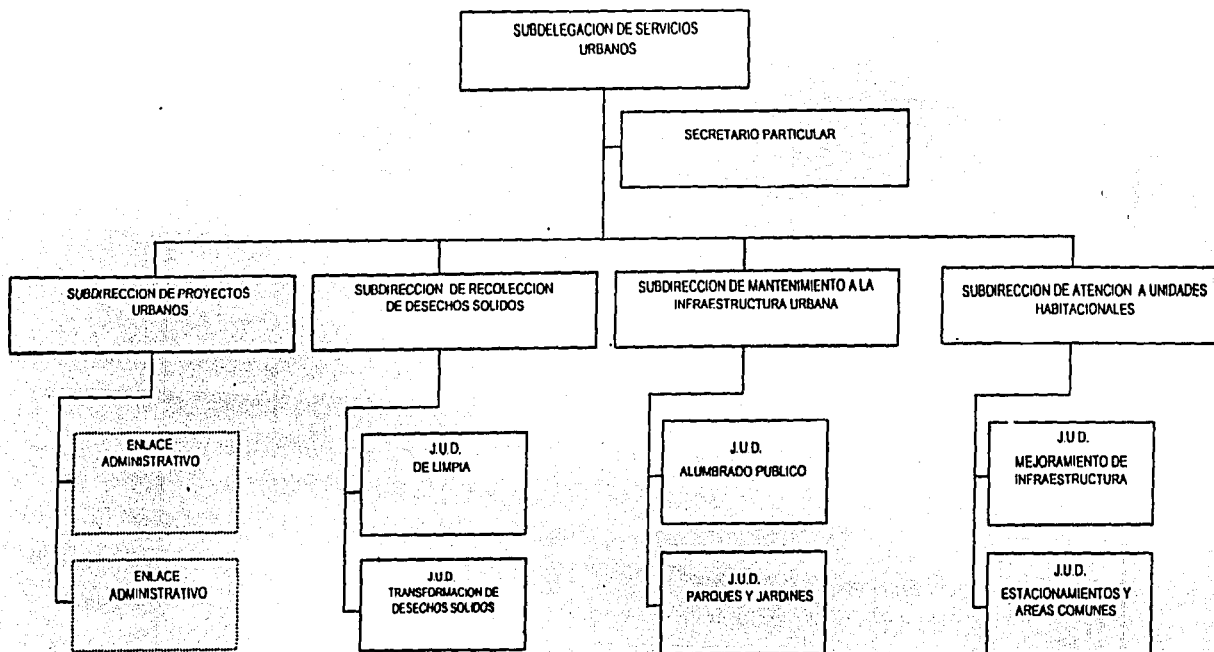 SUBDELEGACION DE SERVICIOS
URBANOS
SECRETARIO PARTICULAR
SUBDIRECCION DE PROYECTOS
URBANOS
SUBDIRECCION DE RECOLECCION
DE DESECHOS SOLIDOS
SUBDIRECCION DE MANTENIMIENTO A LA
INFRAESTRUCTURA URBANA
SUBDIRECCION DE ATENCION A UNIDADES
HABITACIONALES
ENLACE
ADMINISTRATIVO
J.U.D.
DE LIMPIA
J.U.D.
ALUMBRADO PUBLICO
J.U.D.
MEJORAMIENTO DE
INFRAESTRUCTURA
ENLACE
ADMINISTRATIVO
J.U.D.
TRANSFORMACION DE
DESECHOS SOLIDOS
J.U.D.
PARQUES Y JARDINES
J.U.D.
ESTACIONAMIENTOS Y
AREAS COMUNES